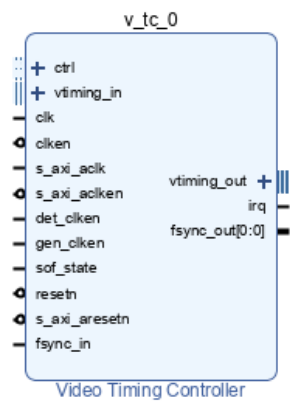 v_tc_0
ctrl
vtiming_in
clk
clken
s_axi_aclk
s_axi_aclken
det_clken
gen_clken
sof_state
resetn
s_axi_aresetn
fsync_in
vtiming_out
irq
fsync_out[0:0]
Video Timing Controller